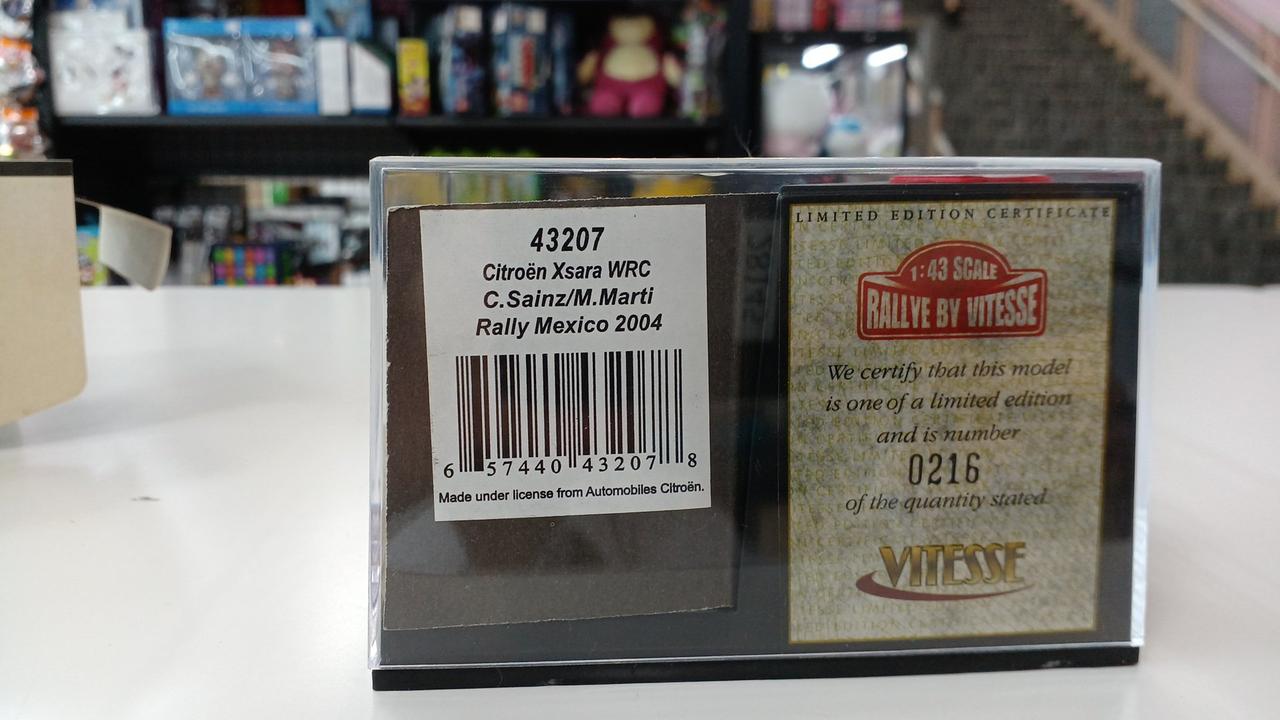 43207
Citroën Xsara WRC
C.Sainz/M.Marti
Rally Mexico 2004
6 57440 43207 8
Made under license from Automobiles Citroën.
LIMITED EDITION CERTIFICATE
1:43 SCALE
RALLYE BY VITESSE
We certify that this model
is one of a limited edition
and is number
0216
of the quantity stated
VITESSE